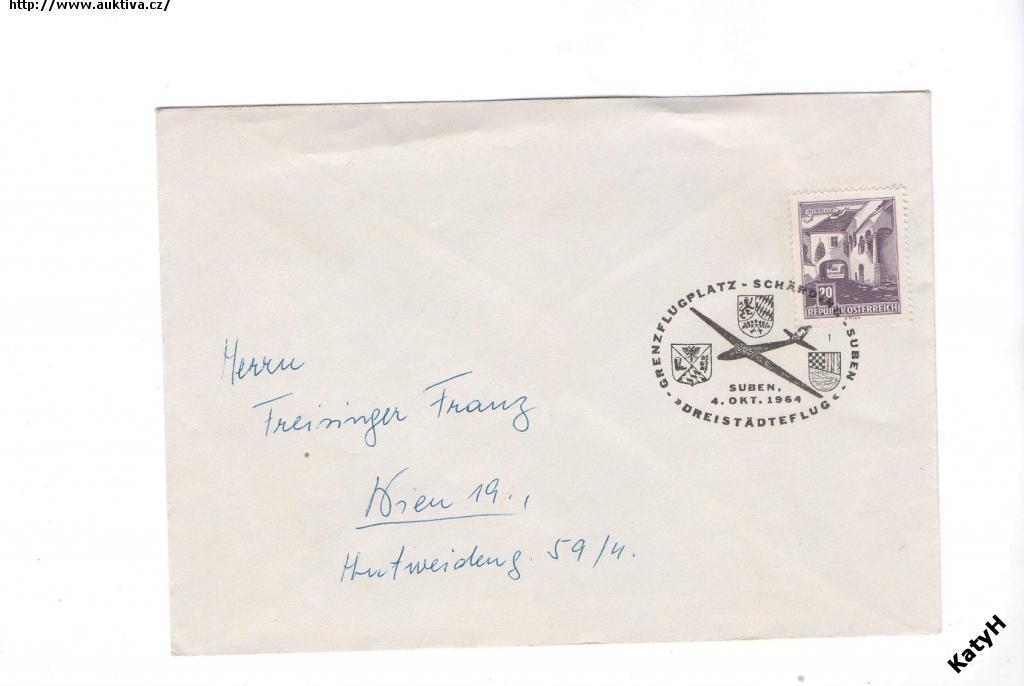 http://www.auktiva.cz/
20
REPUBLIK ÖSTERREICH
GRENZFLUGPLATZ - SCHÄRDING - SUBEN -
1
SUBEN,
4. OKT. 1964
- »DREISTÄDTEFLUG« -
Herrn
Freisinger Franz
Wien 19.,
Hutweideng. 59/4.
KatyH